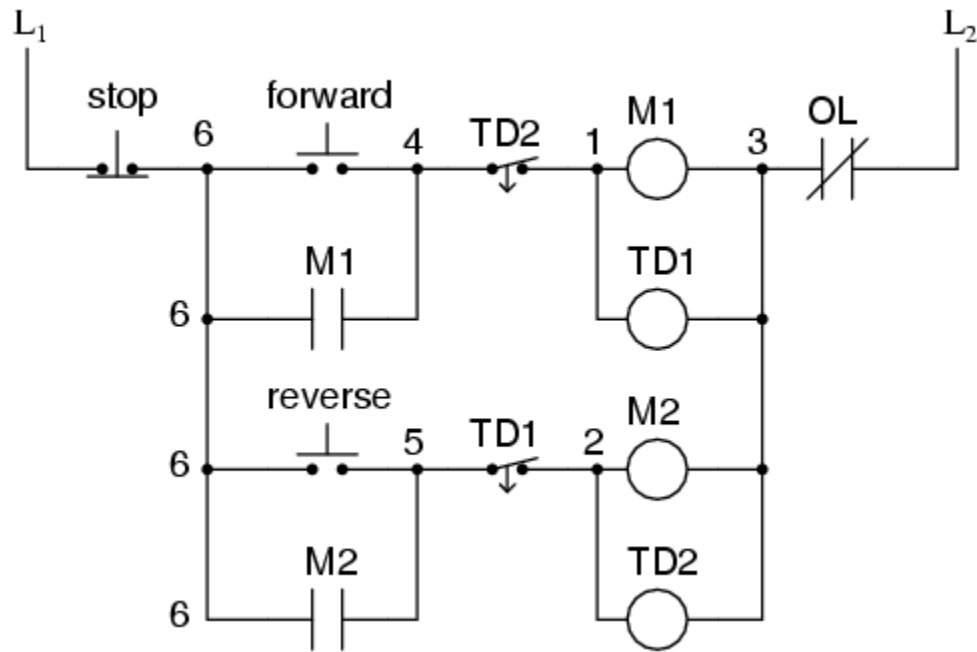 L₁ L₂
stop 6 forward 4 TD2 1 M1 3 OL
M1 TD1
6
reverse M2
6 5 TD1 2
M2 TD2
6